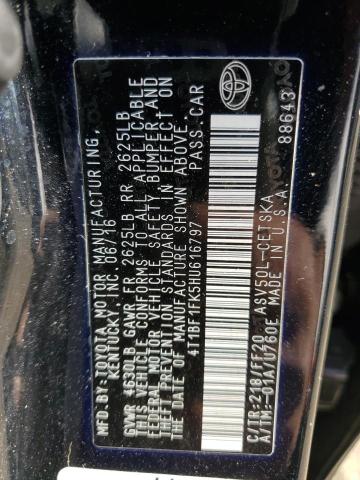 MFD. BY: TOYOTA MOTOR MANUFACTURING,
KENTUCKY, INC. 06/16
GVWR 4630LB GAWR FR. 2625LB RR. 2625LB
THIS VEHICLE CONFORMS TO ALL APPLICABLE
FEDERAL MOTOR VEHICLE SAFETY, BUMPER, AND
THEFT PREVENTION STANDARDS IN EFFECT ON
THE DATE OF MANUFACTURE SHOWN ABOVE.
4T1BF1FK5HU616797 PASS. CAR
C/TR: 218/FF20 ASV50L-CETSKA
A/TM: -01A/U760E MADE IN U.S.A.
88643